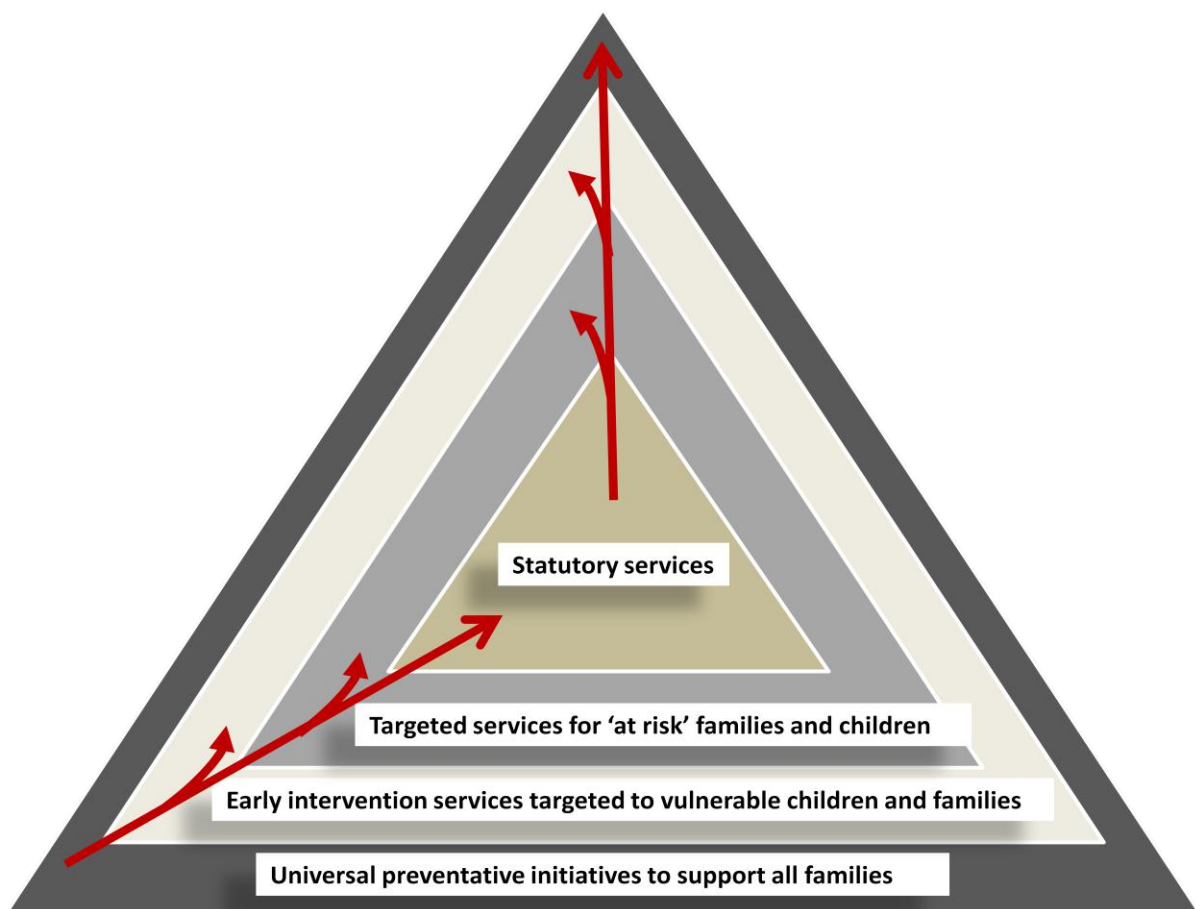 Statutory services
Targeted services for ‘at risk’ families and children
Early intervention services targeted to vulnerable children and families
Universal preventative initiatives to support all families